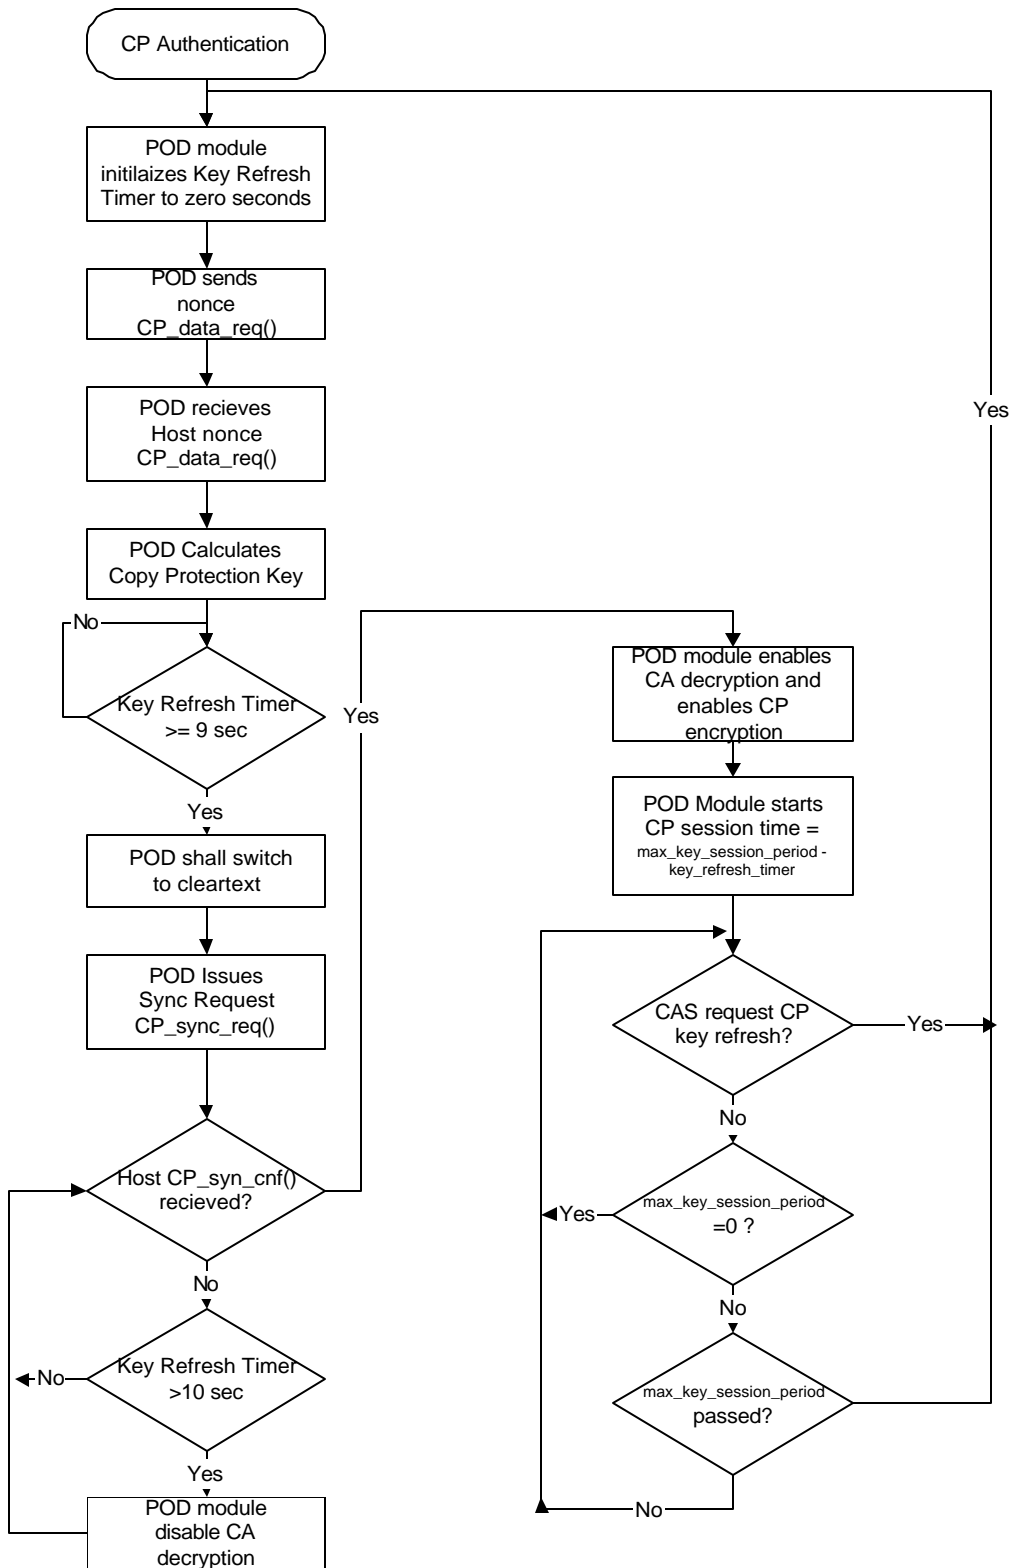 CP Authentication
POD module
initilaizes Key Refresh
Timer to zero seconds
POD sends
nonce
CP_data_req()
POD recieves
Host nonce
CP_data_req()
POD Calculates
Copy Protection Key
No
Key Refresh Timer
>= 9 sec
Yes
POD shall switch
to cleartext
POD Issues
Sync Request
CP_sync_req()
Host CP_syn_cnf()
recieved?
No
Key Refresh Timer
>10 sec
No
Yes
POD module
disable CA
decryption
Yes
POD module enables
CA decryption and
enables CP
encryption
POD Module starts
CP session time =
max_key_session_period -
key_refresh_timer
CAS request CP
key refresh?
Yes
No
max_key_session_period
=0 ?
Yes
No
max_key_session_period
passed?
No
Yes